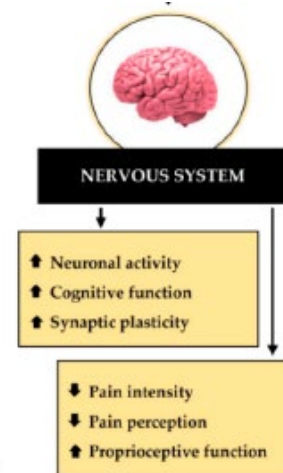 NERVOUS SYSTEM
⬆ Neuronal activity
⬆ Cognitive function
⬆ Synaptic plasticity
⬇ Pain intensity
⬇ Pain perception
⬆ Proprioceptive function